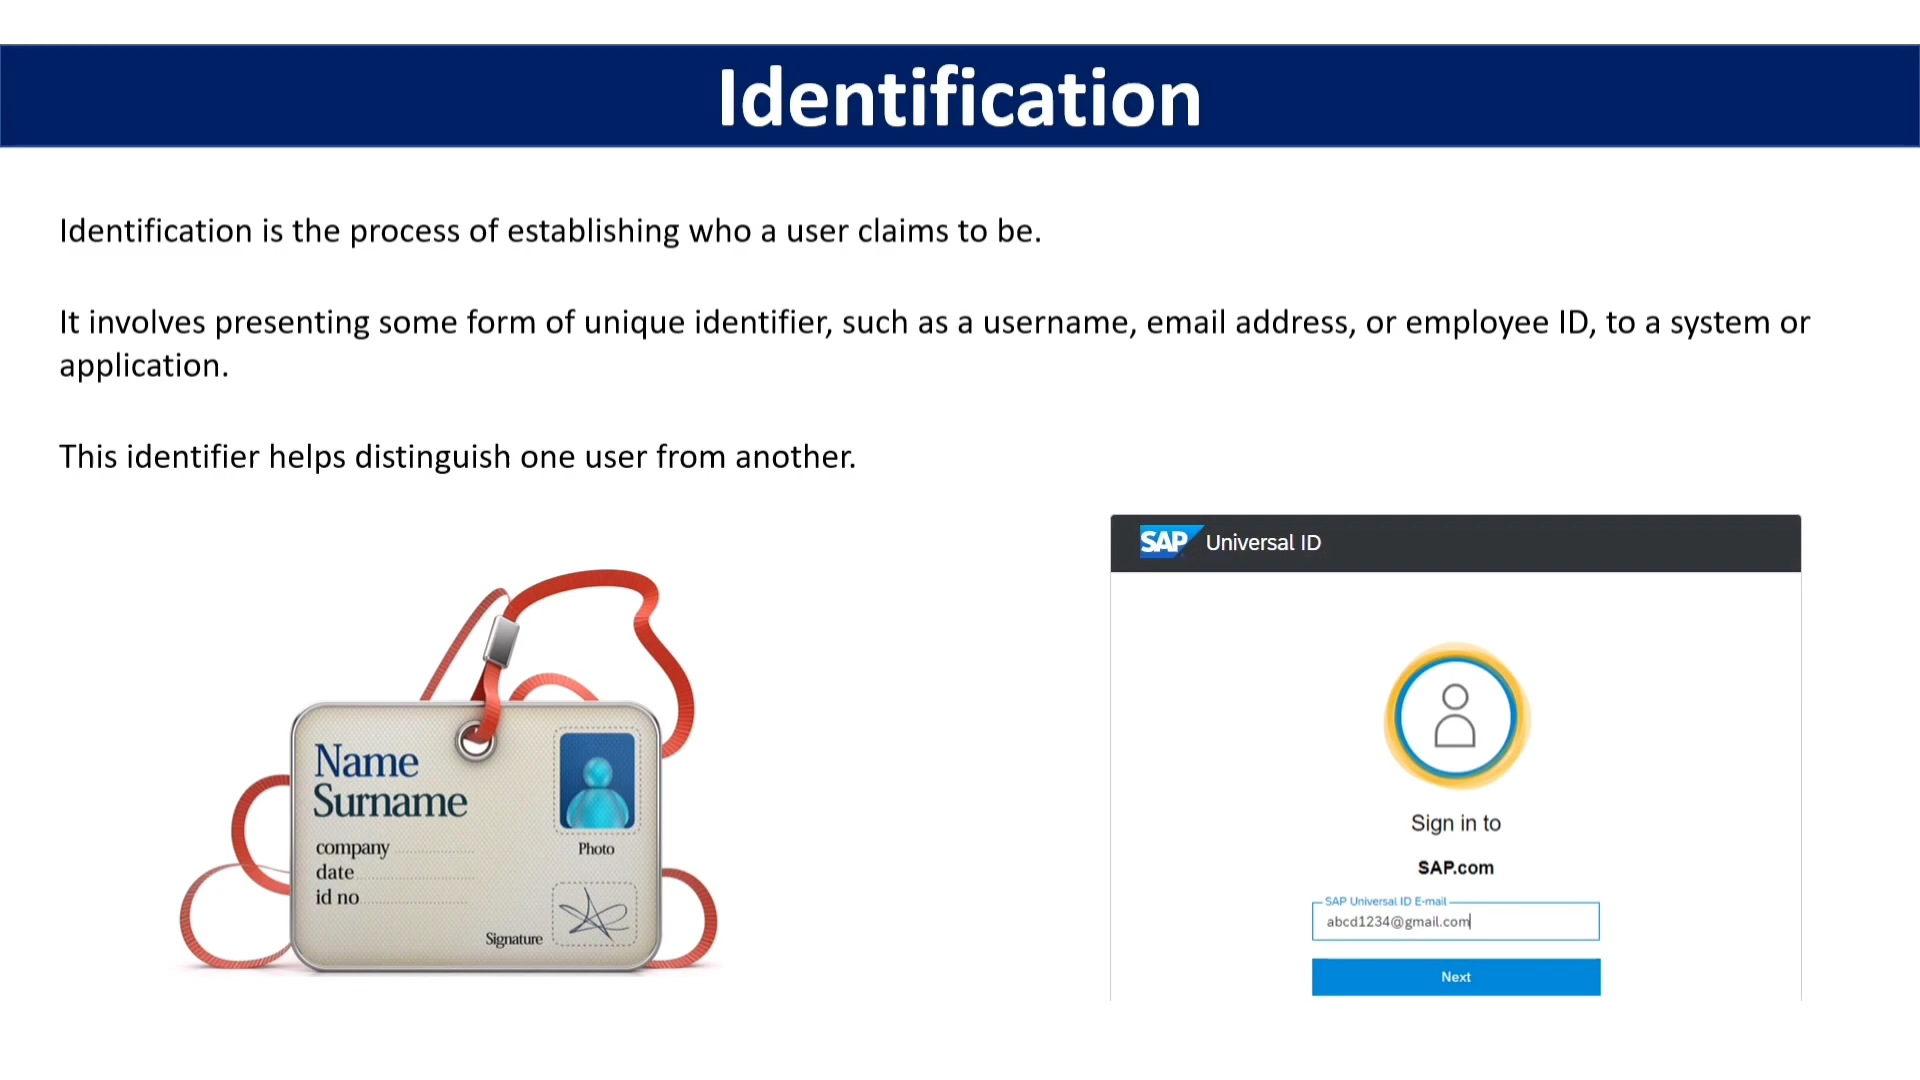 Identification
Identification is the process of establishing who a user claims to be.
It involves presenting some form of unique identifier, such as a username, email address, or employee ID, to a system or
application.
This identifier helps distinguish one user from another.
Name
Surname
company
date
id no
Photo
Signature
SAP Universal ID
Sign in to
SAP.com
SAP Universal ID E-mail
abcd1234@gmail.com
Next